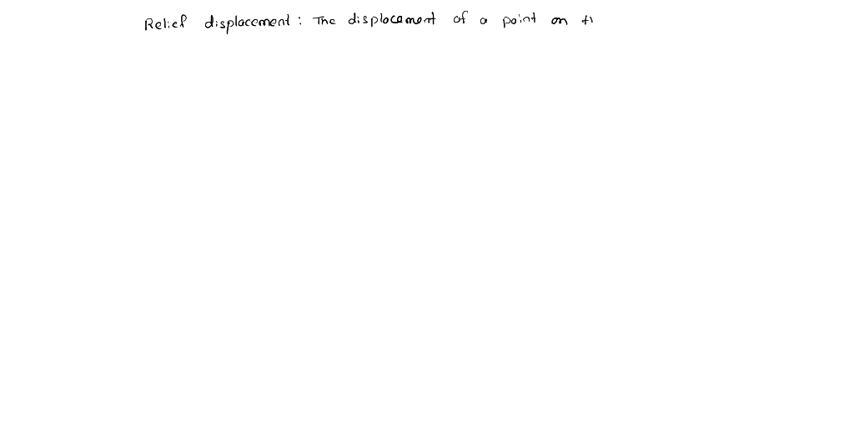 Relief displacement : The displacement of a point on